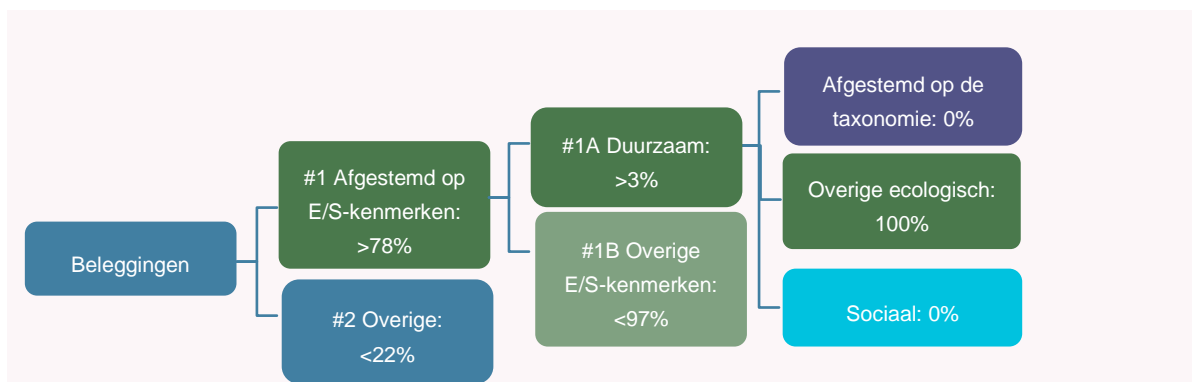 Beleggingen
#1 Afgestemd op
E/S-kenmerken:
>78%
#2 Overige:
<22%
#1A Duurzaam:
>3%
#1B Overige
E/S-kenmerken:
<97%
Afgestemd op de
taxonomie: 0%
Overige ecologisch:
100%
Sociaal: 0%